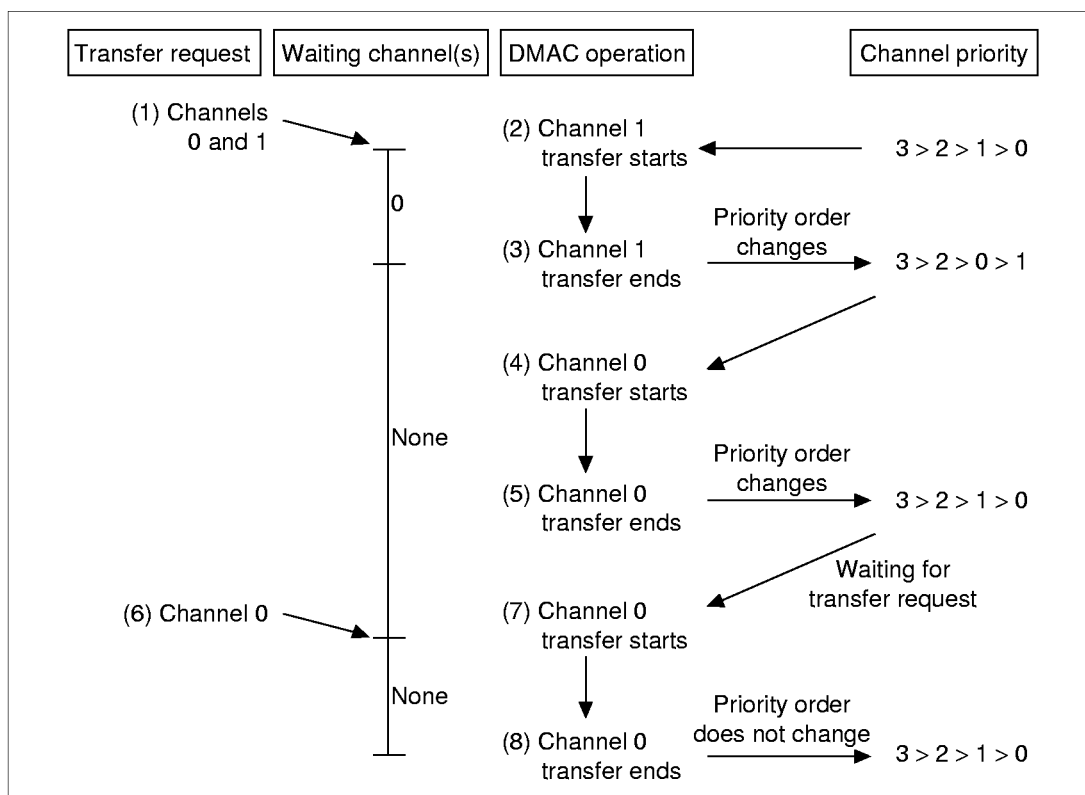 Transfer request
Waiting channel(s)
DMAC operation
Channel priority
(1) Channels
0 and 1
(2) Channel 1
transfer starts
3 > 2 > 1 > 0
0
Priority order
changes
(3) Channel 1
transfer ends
3 > 2 > 0 > 1
(4) Channel 0
transfer starts
None
Priority order
changes
(5) Channel 0
transfer ends
3 > 2 > 1 > 0
Waiting for
transfer request
(6) Channel 0
(7) Channel 0
transfer starts
None
Priority order
does not change
(8) Channel 0
transfer ends
3 > 2 > 1 > 0